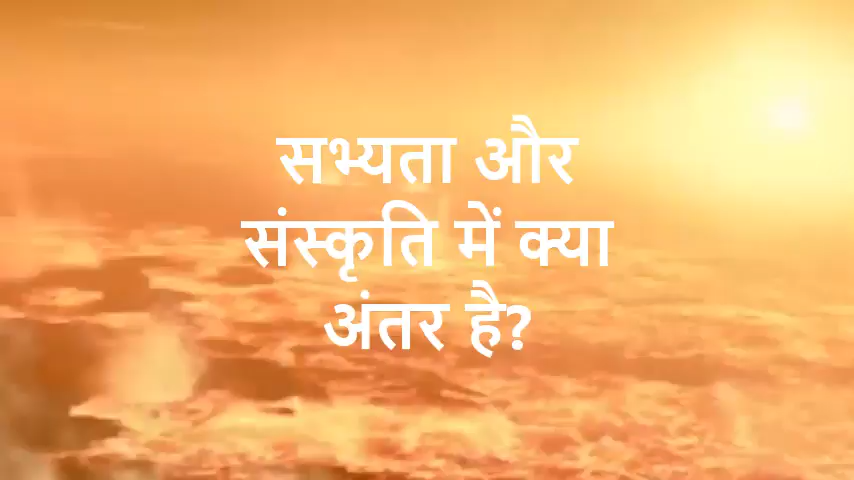 सभ्यता और
संस्कृति में क्या
अंतर है?